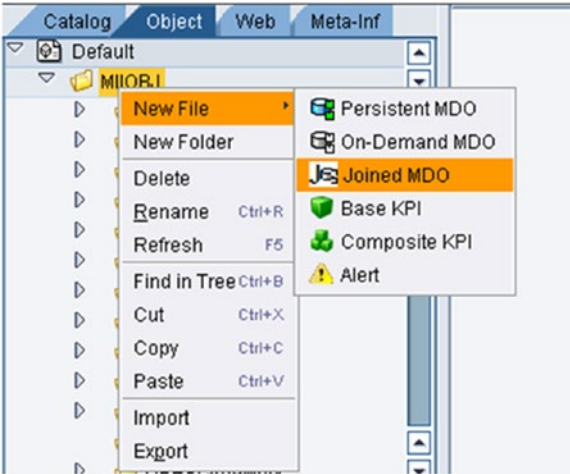 Catalog Object Web Meta-Inf
Default
MIIOBJ
New File
New Folder
Delete
Rename Ctrl+R
Refresh F5
Find in Tree Ctrl+B
Cut Ctrl+X
Copy Ctrl+C
Paste Ctrl+V
Import
Export
Persistent MDO
On-Demand MDO
Joined MDO
Base KPI
Composite KPI
Alert